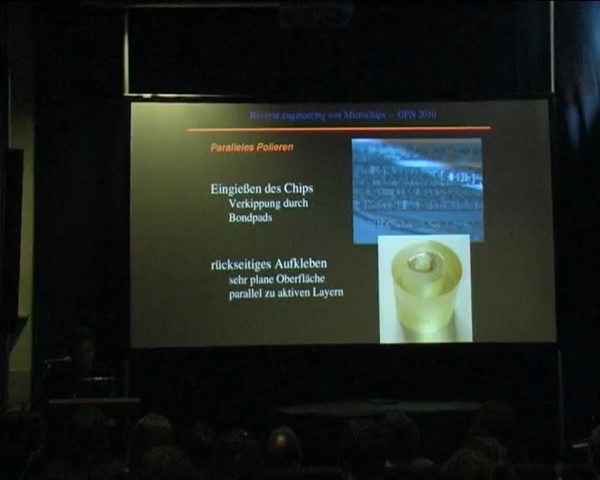 Reverse engineering von Microchips — OPN 2010
Paralleles Polieren
Eingießen des Chips
Verkippung durch
Bondpads
rückseitiges Aufkleben
sehr plane Oberfläche
parallel zu aktiven Layern